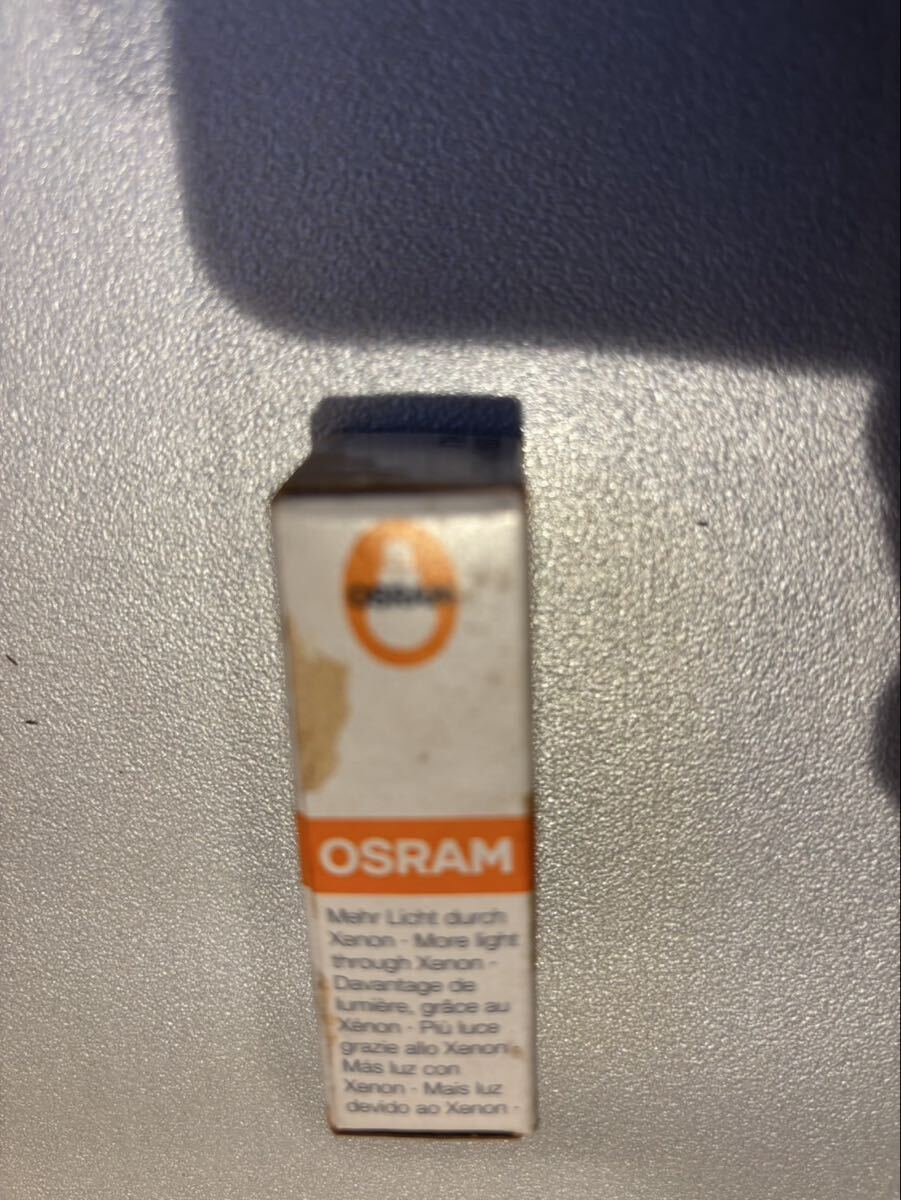 OSRAM
OSRAM
Mehr Licht durch
Xenon · More light
through Xenon ·
Davantage de
lumière, grâce au
Xénon · Più luce
grazie allo Xenon
Más luz con
Xenon · Mais luz
devido ao Xenon ·